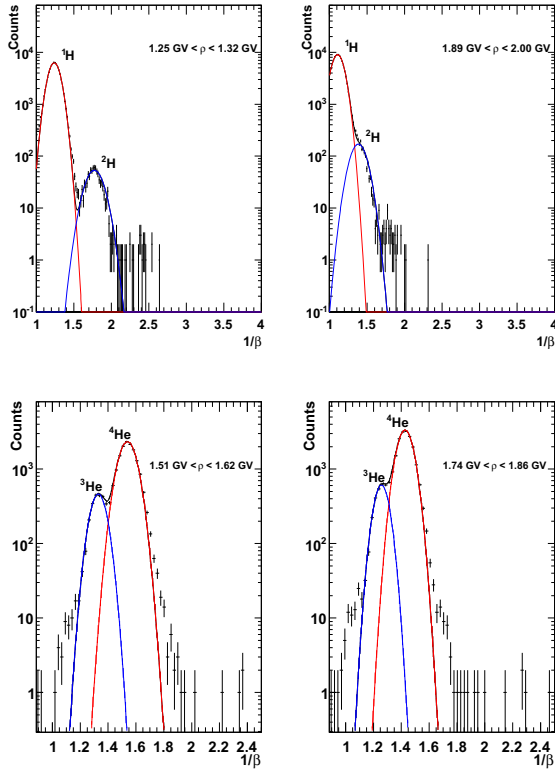 Counts
10⁴
10³
10²
10
1
10⁻¹
¹H
²H
1.25 GV < ρ < 1.32 GV
1 1.5 2 2.5 3 3.5 4
1/β
Counts
10⁴
10³
10²
10
1
10⁻¹
¹H
²H
1.89 GV < ρ < 2.00 GV
1 1.5 2 2.5 3 3.5 4
1/β
Counts
10³
10²
10
1
⁴He
³He
1.51 GV < ρ < 1.62 GV
1 1.2 1.4 1.6 1.8 2 2.2 2.4
1/β
Counts
10³
10²
10
1
⁴He
³He
1.74 GV < ρ < 1.86 GV
1 1.2 1.4 1.6 1.8 2 2.2 2.4
1/β